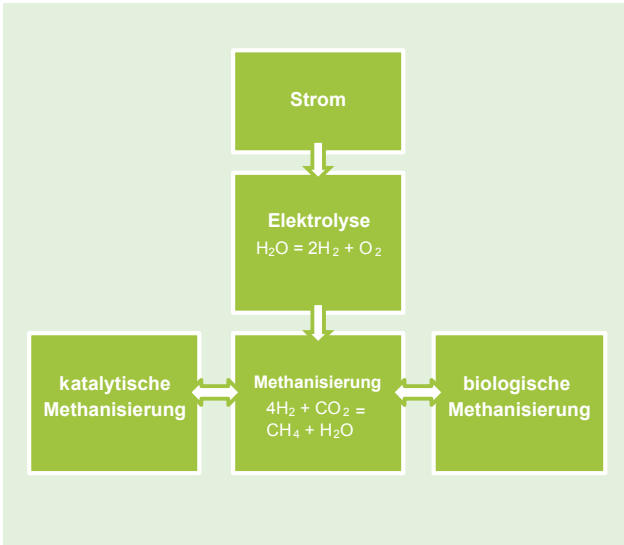 Strom
Elektrolyse
H₂O = 2H₂ + O₂
katalytische
Methanisierung
Methanisierung
4H₂ + CO₂ =
CH₄ + H₂O
biologische
Methanisierung